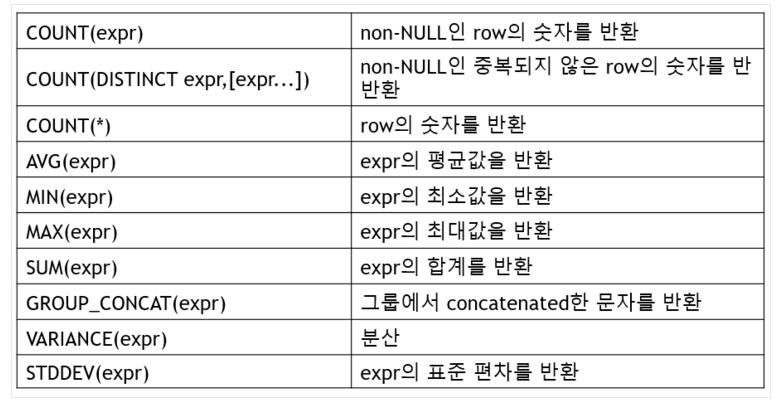 COUNT(expr) non-NULL인 row의 숫자를 반환
COUNT(DISTINCT expr,[expr...]) non-NULL인 중복되지 않은 row의 숫자를 반
반환
COUNT(*) row의 숫자를 반환
AVG(expr) expr의 평균값을 반환
MIN(expr) expr의 최소값을 반환
MAX(expr) expr의 최대값을 반환
SUM(expr) expr의 합계를 반환
GROUP_CONCAT(expr) 그룹에서 concatenated한 문자를 반환
VARIANCE(expr) 분산
STDDEV(expr) expr의 표준 편차를 반환